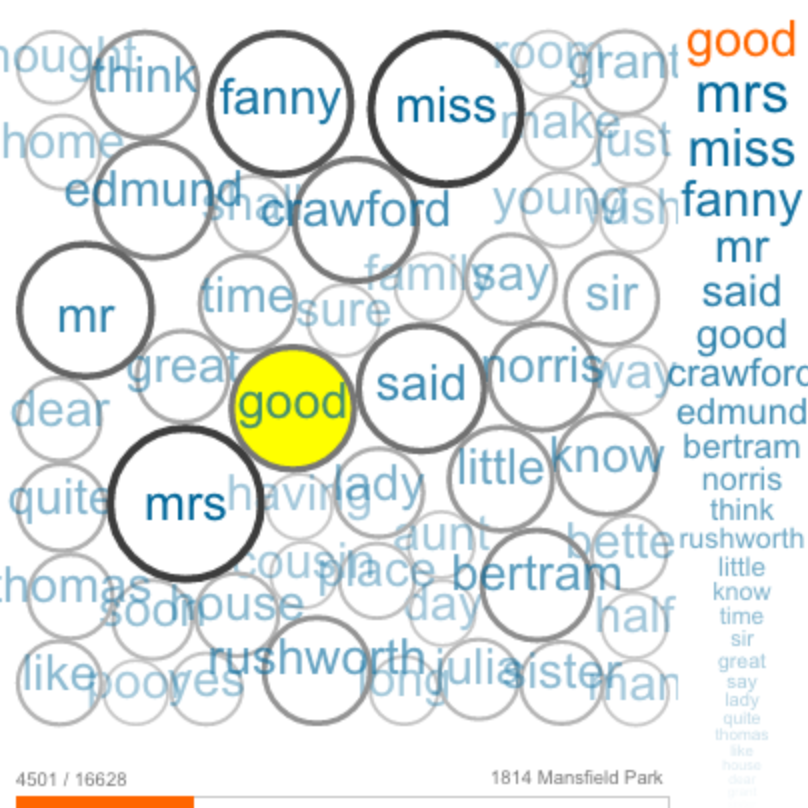 thought
think
fanny
miss
room
grant
home
make
just
edmund
shall
crawford
young
wish
mr
time
sure
family
say
sir
great
good
said
norris
way
dear
quite
mrs
having
lady
little
know
thomas
soon
house
cousin
place
aunt
day
bertram
bette
half
like
poor
yes
rushworth
long
julia
sister
man
good
mrs
miss
fanny
mr
said
good
crawford
edmund
bertram
norris
think
rushworth
little
know
time
sir
great
say
lady
quite
thomas
like
house
dear
grant
4501 / 16628
1814 Mansfield Park